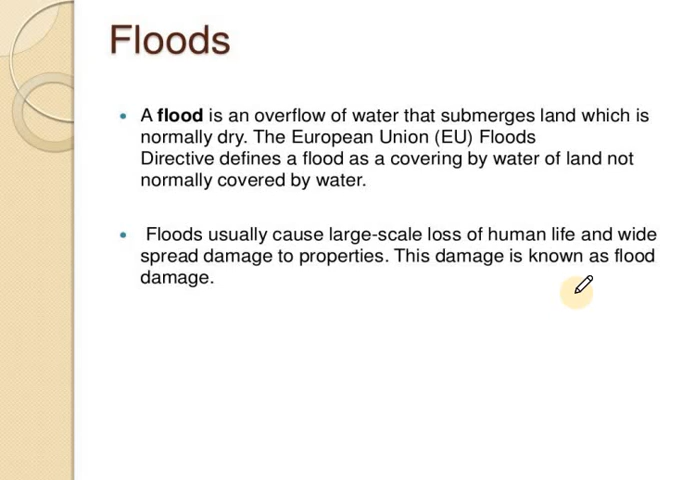 Floods
A flood is an overflow of water that submerges land which is
normally dry. The European Union (EU) Floods
Directive defines a flood as a covering by water of land not
normally covered by water.
Floods usually cause large-scale loss of human life and wide
spread damage to properties. This damage is known as flood
damage.